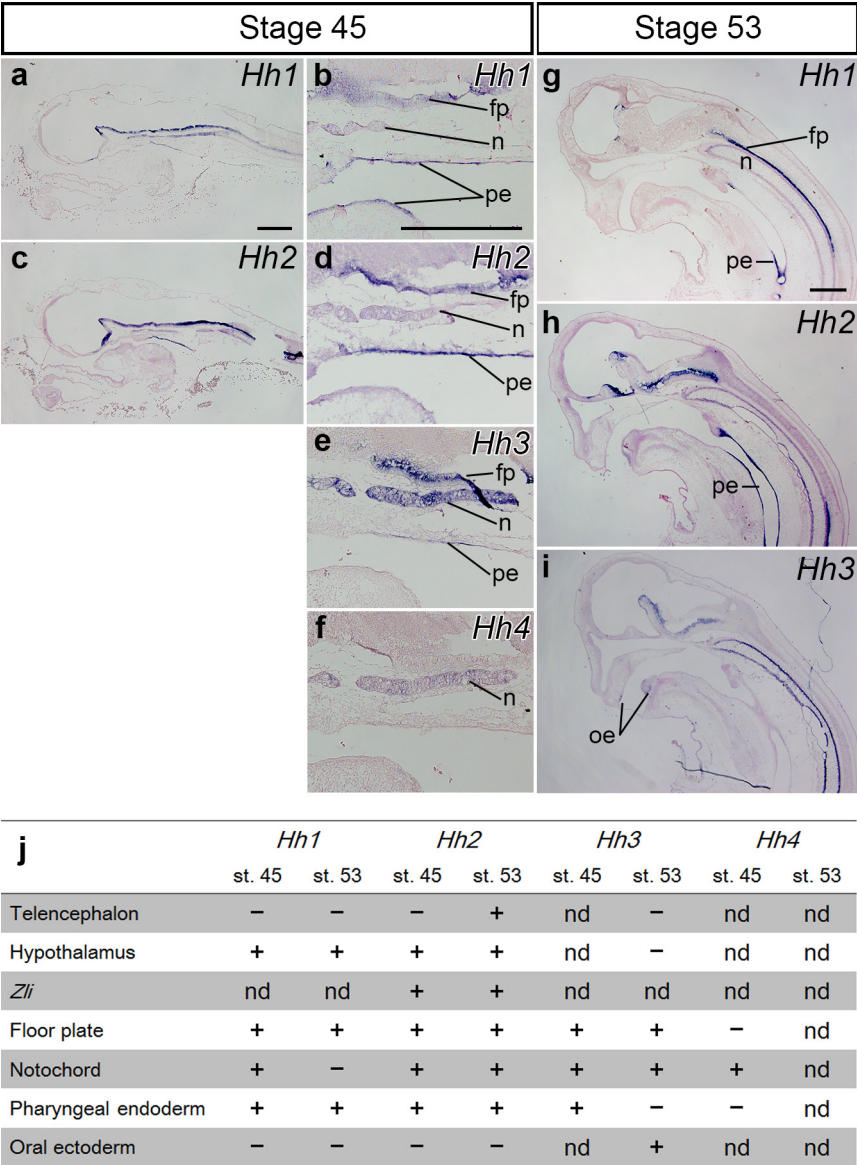 Stage 45
Stage 53
a
Hh1
b
Hh1
fp
n
pe
g
Hh1
fp
n
pe
c
Hh2
d
Hh2
fp
n
pe
h
Hh2
pe
e
Hh3
fp
n
pe
f
Hh4
n
i
Hh3
oe
j
Hh1 Hh2 Hh3 Hh4
st. 45 st. 53 st. 45 st. 53 st. 45 st. 53 st. 45 st. 53
Telencephalon − − − + nd − nd nd
Hypothalamus + + + + nd − nd nd
Zli nd nd + + nd nd nd nd
Floor plate + + + + + + − nd
Notochord + − + + + + + nd
Pharyngeal endoderm + + + + + − − nd
Oral ectoderm − − − − nd + nd nd